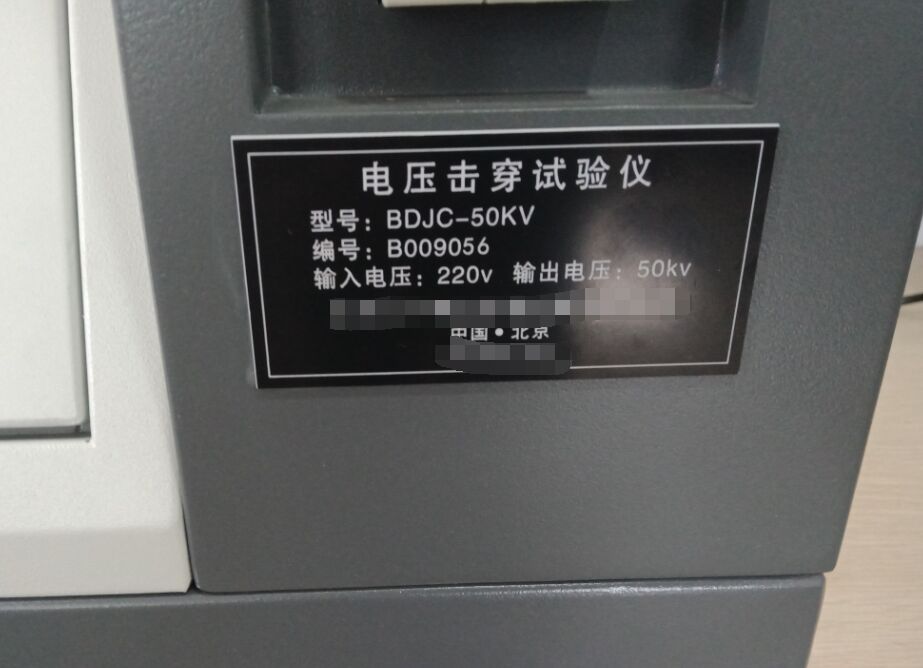 电压击穿试验仪
型号：BDJC-50KV
编号：B009056
输入电压：220v 输出电压：50kv
中国•北京